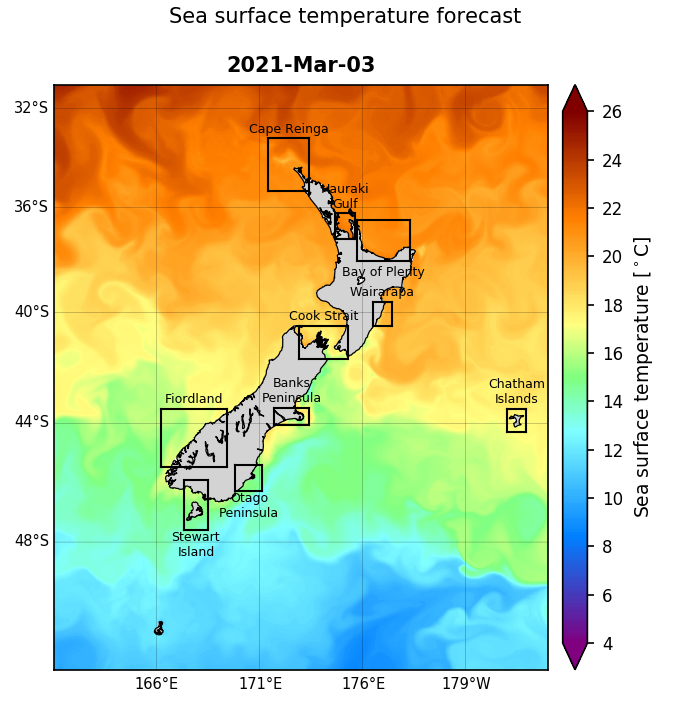 Sea surface temperature forecast
2021-Mar-03
32°S
36°S
40°S
44°S
48°S
Cape Reinga
Hauraki
Gulf
Bay of Plenty
Wairarapa
Cook Strait
Banks
Peninsula
Fiordland
Chatham
Islands
Otago
Peninsula
Stewart
Island
166°E
171°E
176°E
179°W
26
24
22
20
18
16
14
12
10
8
6
4
Sea surface temperature [°C]